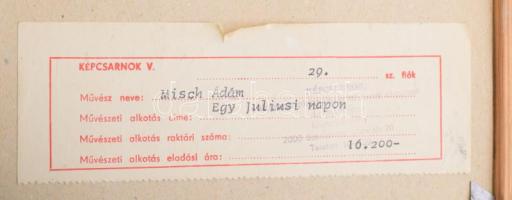 KÉPCSARNOK V. 29. sz. fiók
Művész neve: Misch Ádám
Művészeti alkotás címe: Egy Juliusi napon
Művészeti alkotás raktári száma:
Művészeti alkotás eladási ára: 16.200-